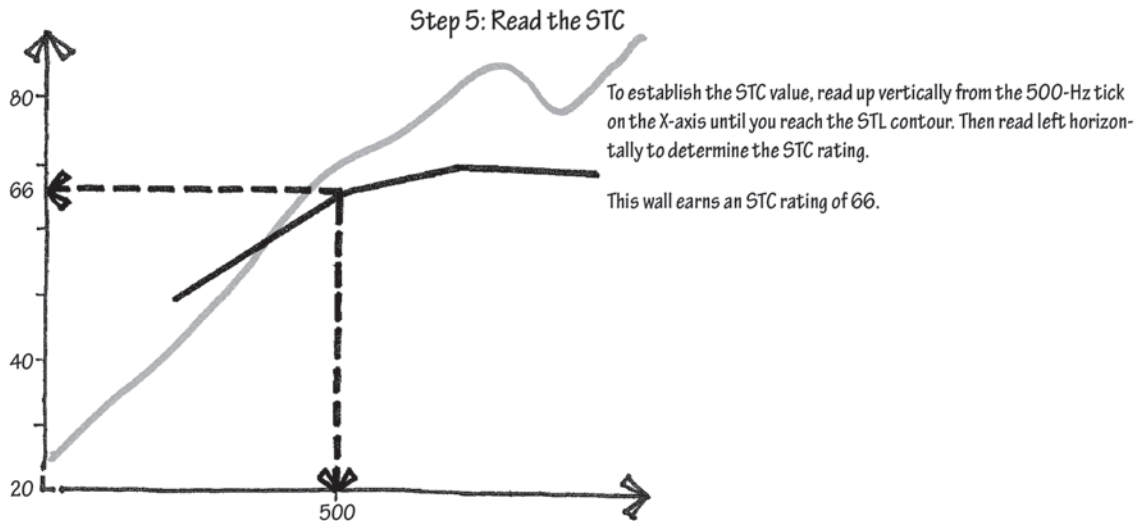 Step 5: Read the STC
80
To establish the STC value, read up vertically from the 500-Hz tick
on the X-axis until you reach the STL contour. Then read left horizon-
tally to determine the STC rating.
66
This wall earns an STC rating of 66.
40
20
500